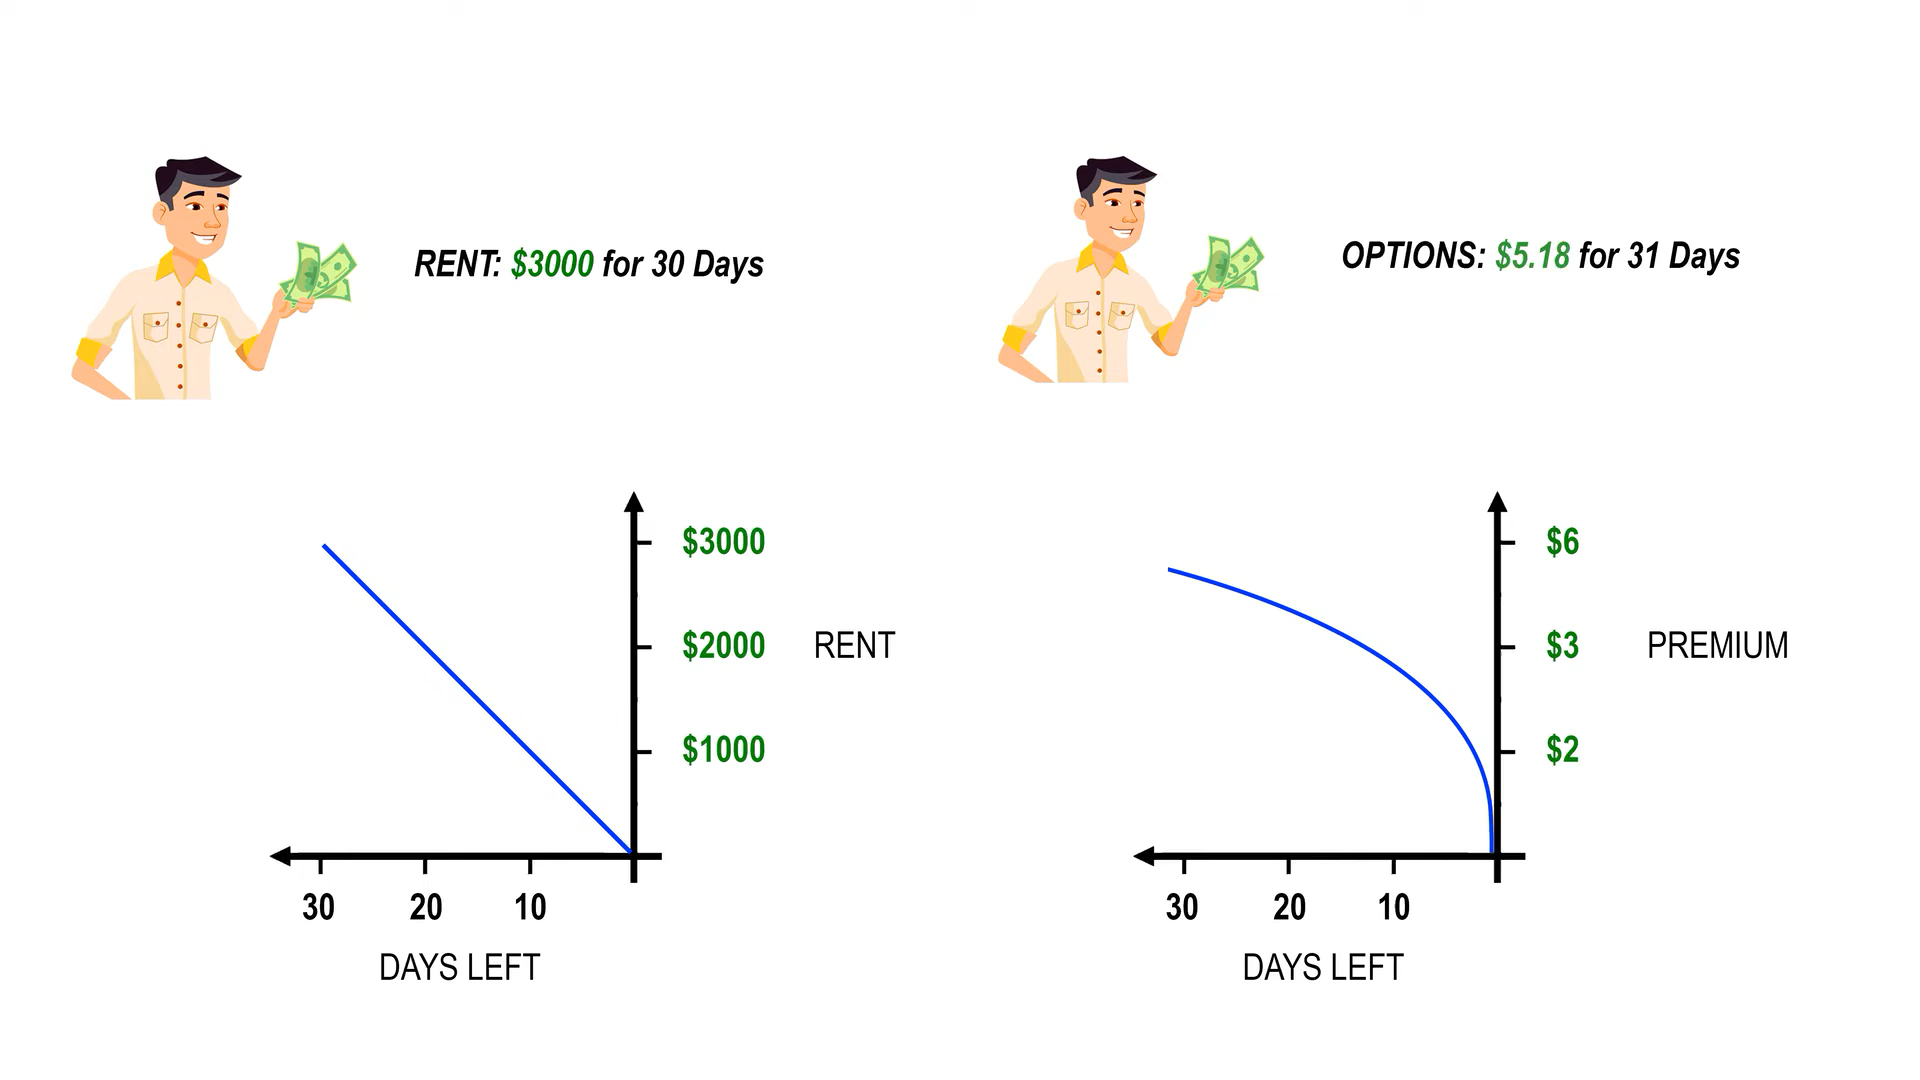 RENT: $3000 for 30 Days
OPTIONS: $5.18 for 31 Days
$3000
$2000
$1000
RENT
30 20 10
DAYS LEFT
$6
$3
$2
PREMIUM
30 20 10
DAYS LEFT